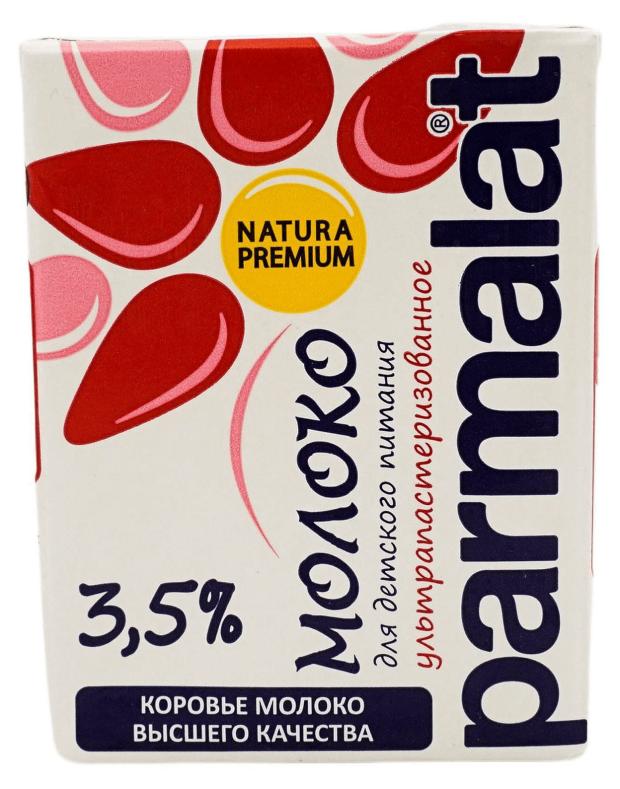 parmalat®
NATURA
PREMIUM
молоко
для детского питания
ультрапастеризованное
3,5%
КОРОВЬЕ МОЛОКО
ВЫСШЕГО КАЧЕСТВА